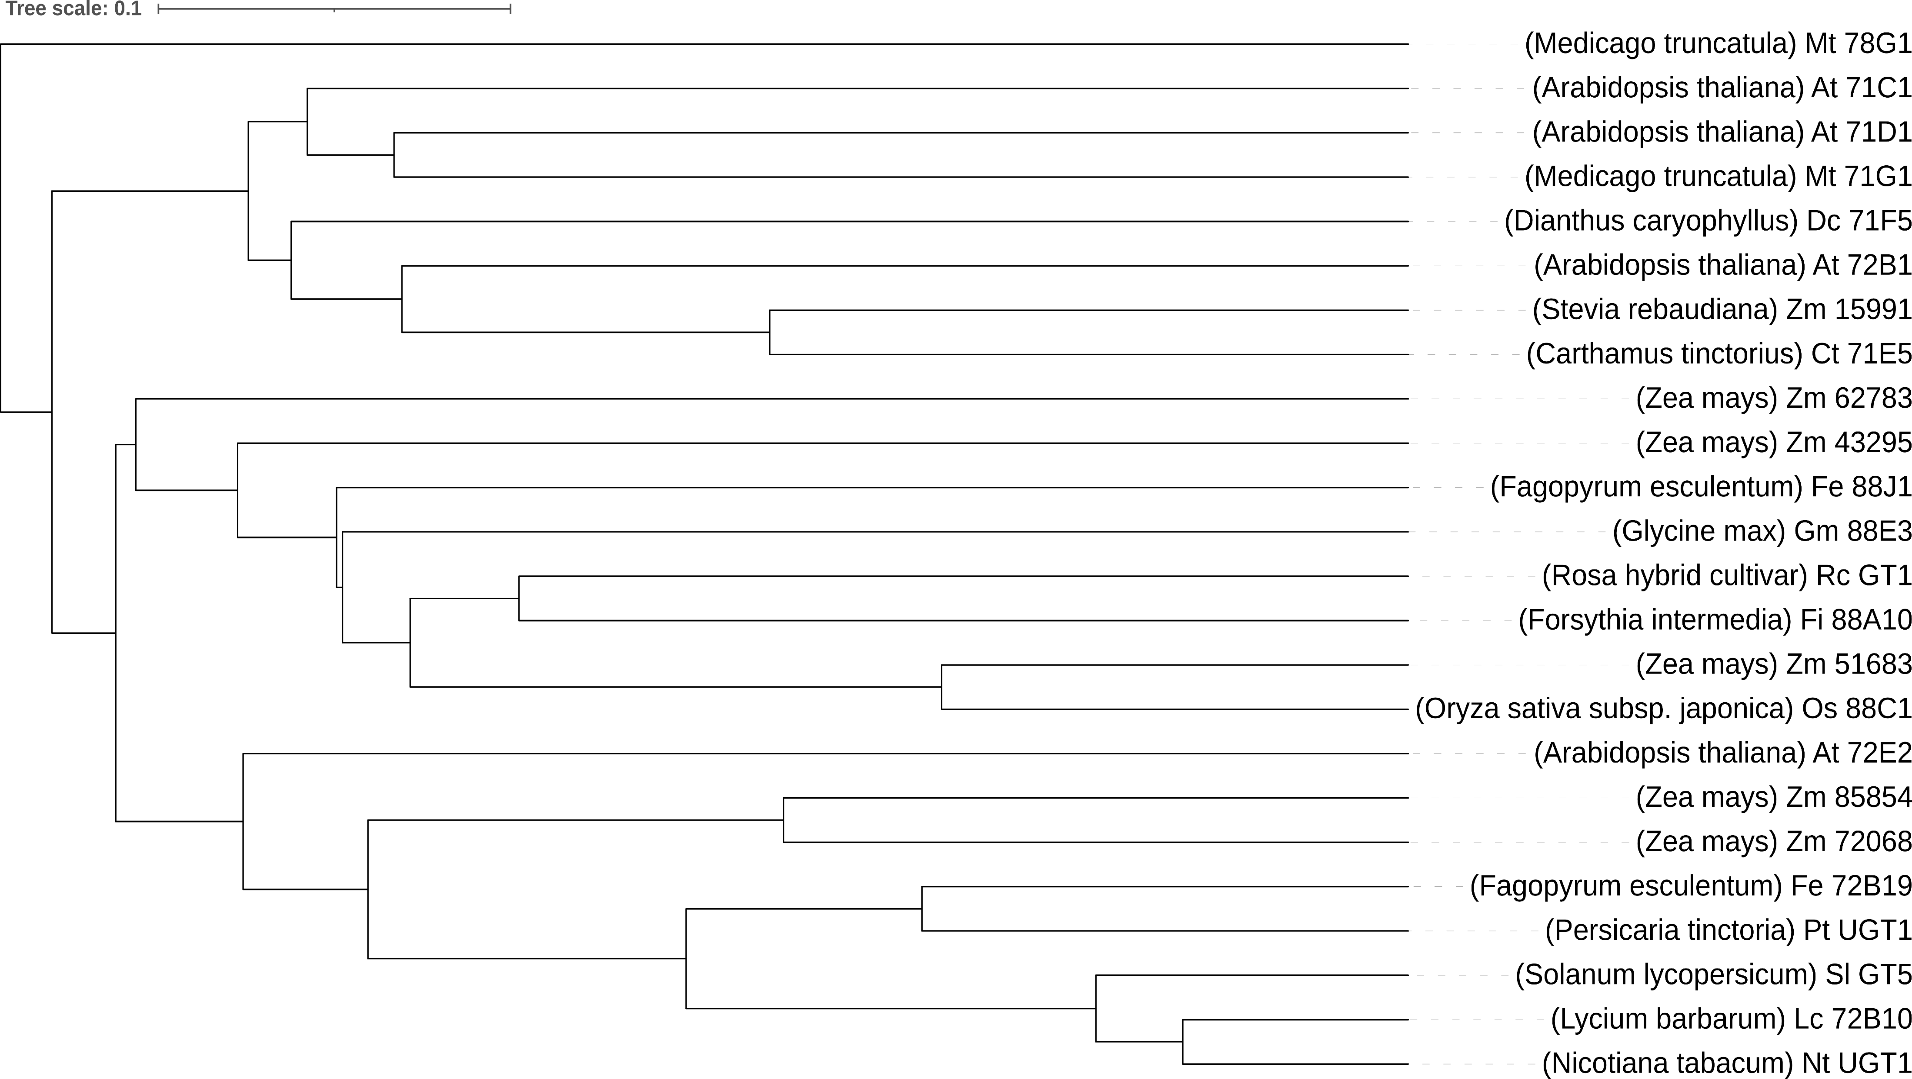 Tree scale: 0.1
(Medicago truncatula) Mt 78G1
(Arabidopsis thaliana) At 71C1
(Arabidopsis thaliana) At 71D1
(Medicago truncatula) Mt 71G1
(Dianthus caryophyllus) Dc 71F5
(Arabidopsis thaliana) At 72B1
(Stevia rebaudiana) Zm 15991
(Carthamus tinctorius) Ct 71E5
(Zea mays) Zm 62783
(Zea mays) Zm 43295
(Fagopyrum esculentum) Fe 88J1
(Glycine max) Gm 88E3
(Rosa hybrid cultivar) Rc GT1
(Forsythia intermedia) Fi 88A10
(Zea mays) Zm 51683
(Oryza sativa subsp. japonica) Os 88C1
(Arabidopsis thaliana) At 72E2
(Zea mays) Zm 85854
(Zea mays) Zm 72068
(Fagopyrum esculentum) Fe 72B19
(Persicaria tinctoria) Pt UGT1
(Solanum lycopersicum) Sl GT5
(Lycium barbarum) Lc 72B10
(Nicotiana tabacum) Nt UGT1